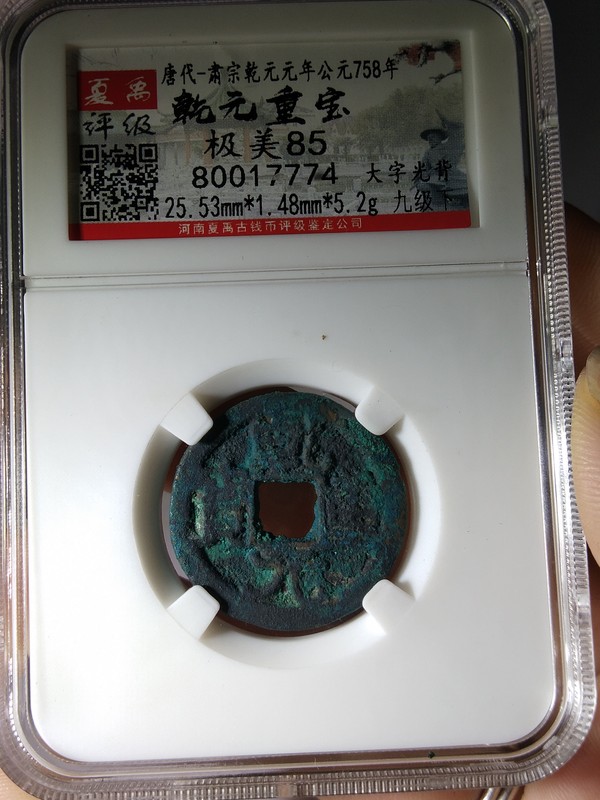 唐代-肃宗乾元元年公元758年
夏禹
评级
乾元重宝
极美85
80017774 大字光背
25.53mm*1.48mm*5.2g 九级下
河南夏禹古钱币评级鉴定公司